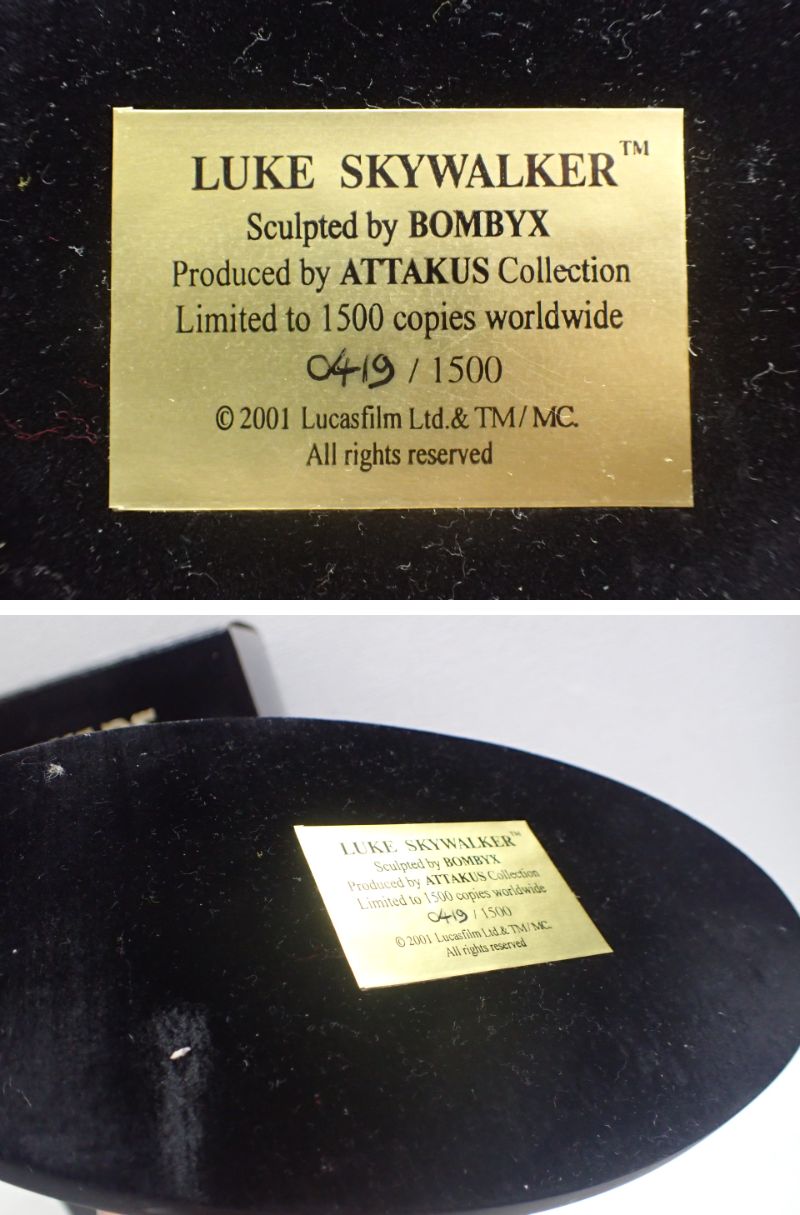 LUKE SKYWALKER™
Sculpted by BOMBYX
Produced by ATTAKUS Collection
Limited to 1500 copies worldwide
0419 / 1500
© 2001 Lucasfilm Ltd.& TM/MC.
All rights reserved
LUKE SKYWALKER™
Sculpted by BOMBYX
Produced by ATTAKUS Collection
Limited to 1500 copies worldwide
0419 / 1500
© 2001 Lucasfilm Ltd.& TM/MC.
All rights reserved